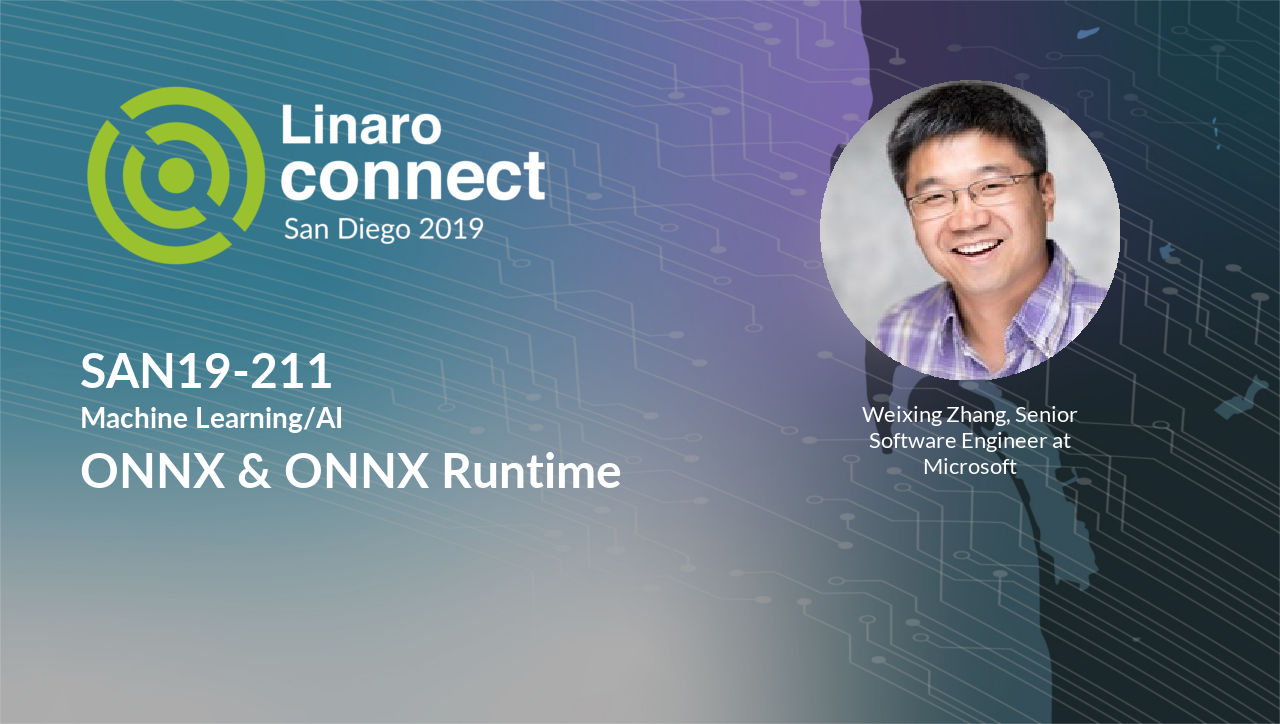 Linaro
connect
San Diego 2019
SAN19-211
Machine Learning/AI
ONNX & ONNX Runtime
Weixing Zhang, Senior
Software Engineer at
Microsoft